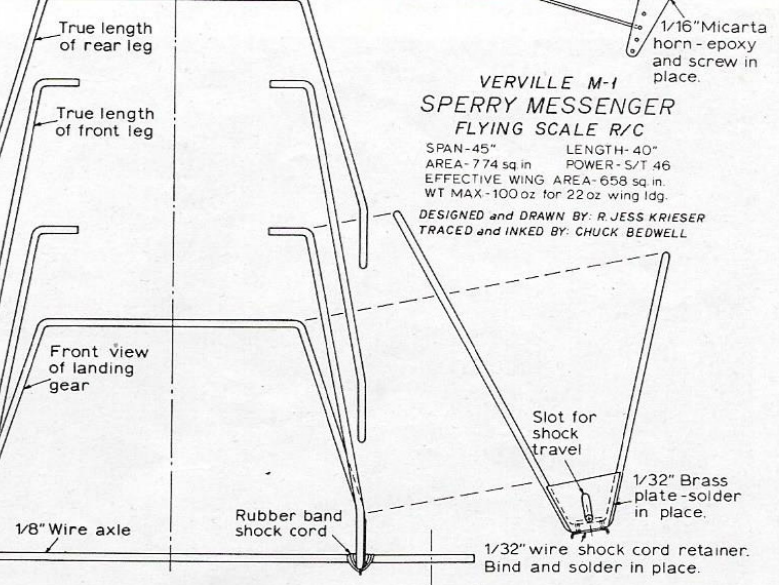 True length
of rear leg
1/16" Micarta
horn - epoxy
and screw in
place.
True length
of front leg
VERVILLE M-1
SPERRY MESSENGER
FLYING SCALE R/C
SPAN-45" LENGTH-40"
AREA-774 sq. in POWER-S/T 46
EFFECTIVE WING AREA-658 sq. in.
WT MAX-100 oz for 22 oz wing ldg.
DESIGNED and DRAWN BY: R. JESS KRIESER
TRACED and INKED BY: CHUCK BEDWELL
Front view
of landing
gear
Slot for
shock
travel
1/32" Brass
plate-solder
in place.
Rubber band
shock cord
1/8" Wire axle
1/32" wire shock cord retainer.
Bind and solder in place.